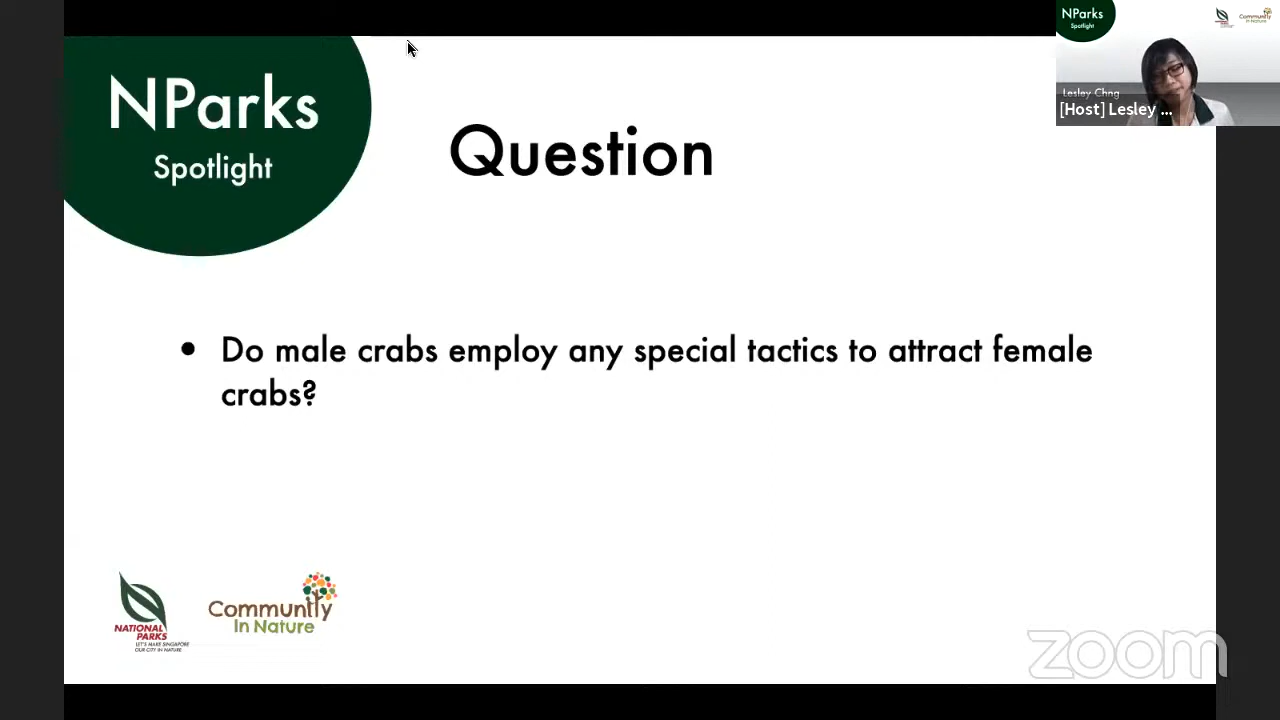 NParks
Spotlight
Question
• Do male crabs employ any special tactics to attract female
crabs?
NATIONAL
PARKS
LET'S MAKE SINGAPORE
OUR CITY IN NATURE
Community
In Nature
zoom
NParks
Spotlight
Community
In Nature
Lesley Chng
[Host] Lesley ...